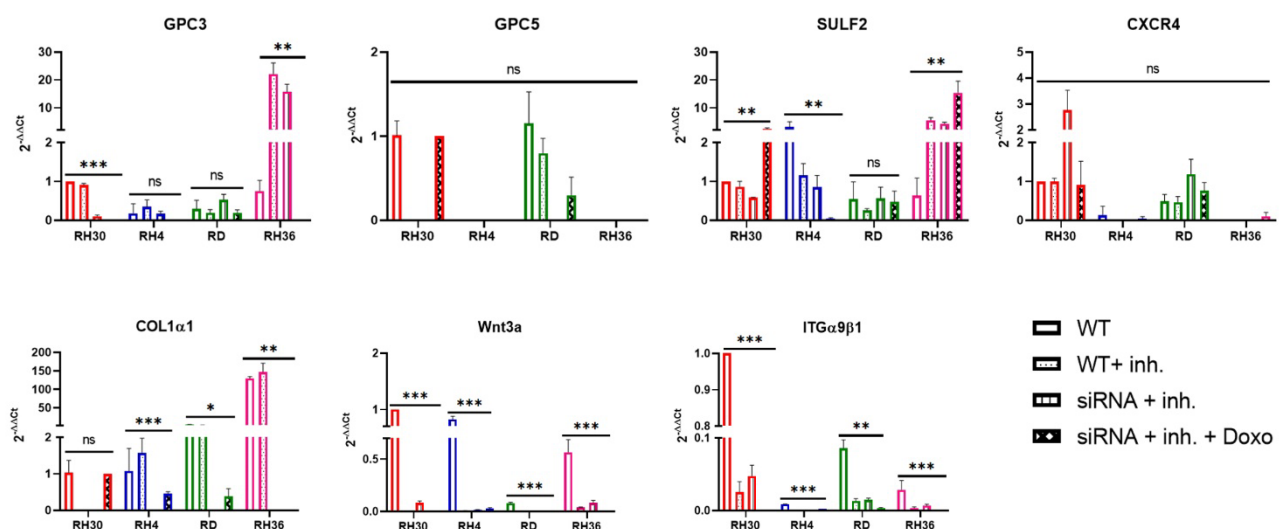 GPC3
2^-ΔΔCt
30
20
10
2
1
0
***
ns
ns
**
RH30 RH4 RD RH36
GPC5
2^-ΔΔCt
2
1
0
ns
RH30 RH4 RD RH36
SULF2
2^-ΔΔCt
30
20
10
2
1
0
**
**
ns
**
RH30 RH4 RD RH36
CXCR4
2^-ΔΔCt
5
4
3
2
1
0
ns
RH30 RH4 RD RH36
COL1α1
2^-ΔΔCt
200
150
100
50
2
1
0
ns
***
*
**
RH30 RH4 RD RH36
Wnt3a
2^-ΔΔCt
2
1
0.5
0.0
***
***
***
***
RH30 RH4 RD RH36
ITGα9β1
2^-ΔΔCt
1.0
0.9
0.8
0.1
0.0
***
***
**
***
RH30 RH4 RD RH36
WT
WT+ inh.
siRNA + inh.
siRNA + inh. + Doxo